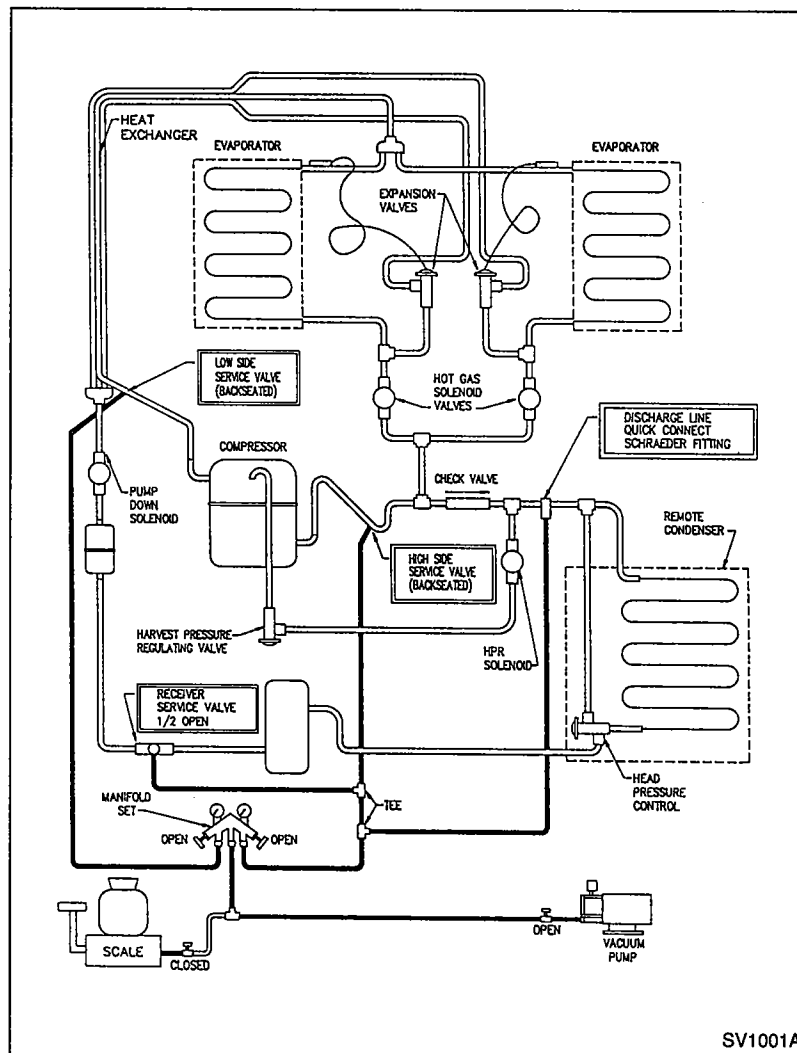 HEAT
EXCHANGER
EVAPORATOR
EVAPORATOR
EXPANSION
VALVES
LOW SIDE
SERVICE VALVE
(BACKSEATED)
HOT GAS
SOLENOID
VALVES
DISCHARGE LINE
QUICK CONNECT
SCHRAEDER FITTING
COMPRESSOR
CHECK VALVE
PUMP
DOWN
SOLENOID
REMOTE
CONDENSER
HIGH SIDE
SERVICE VALVE
(BACKSEATED)
HARVEST PRESSURE
REGULATING VALVE
HPR
SOLENOID
RECEIVER
SERVICE VALVE
1/2 OPEN
HEAD
PRESSURE
CONTROL
MANIFOLD
SET
TEE
OPEN
OPEN
SCALE
CLOSED
OPEN
VACUUM
PUMP
SV1001A